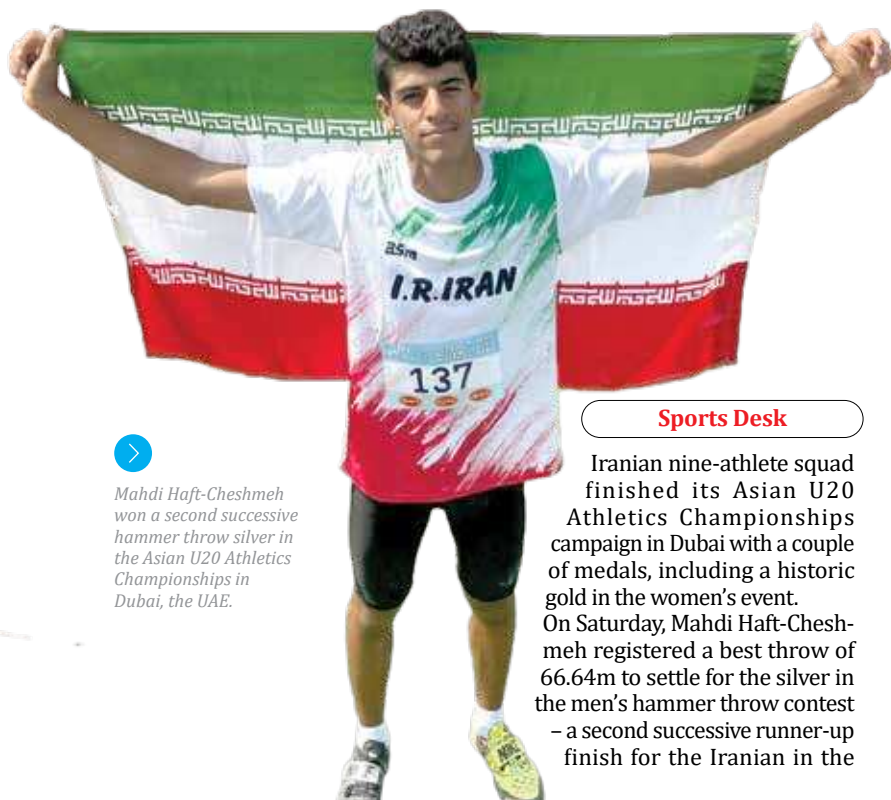 asm
I.R.IRAN
137
Mahdi Haft-Cheshmeh
won a second successive
hammer throw silver in
the Asian U20 Athletics
Championships in
Dubai, the UAE.
Sports Desk
Iranian nine-athlete squad
finished its Asian U20
Athletics Championships
campaign in Dubai with a couple
of medals, including a historic
gold in the women’s event.
On Saturday, Mahdi Haft-Chesh-
meh registered a best throw of
66.64m to settle for the silver in
the men’s hammer throw contest
– a second successive runner-up
finish for the Iranian in the